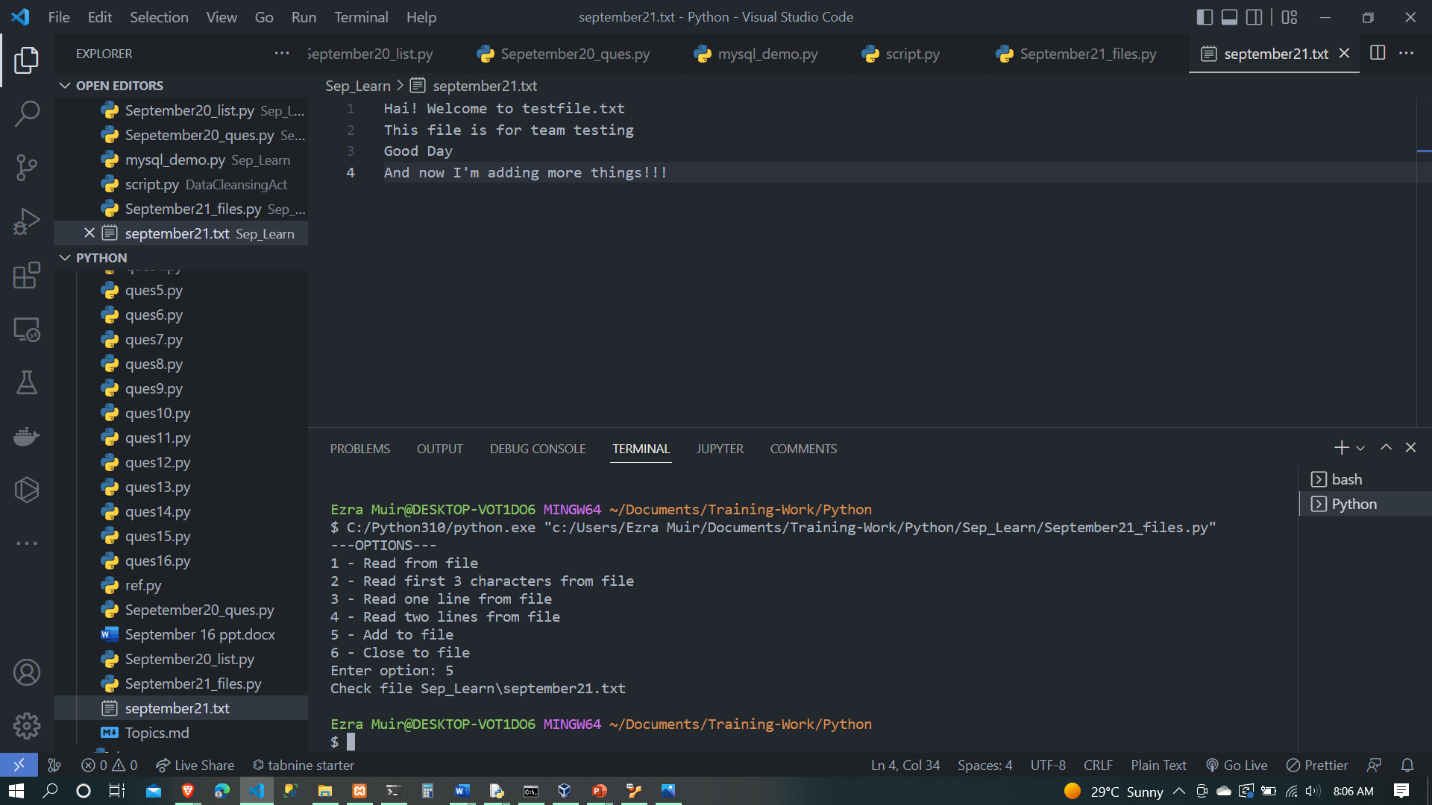 File Edit Selection View Go Run Terminal Help
september21.txt - Python - Visual Studio Code
EXPLORER
September20_list.py
Sepetember20_ques.py
mysql_demo.py
script.py
September21_files.py
september21.txt
OPEN EDITORS
September20_list.py Sep_L...
Sepetember20_ques.py Se...
mysql_demo.py Sep_Learn
script.py DataCleansingAct
September21_files.py Sep_...
september21.txt Sep_Learn
PYTHON
ques5.py
ques6.py
ques7.py
ques8.py
ques9.py
ques10.py
ques11.py
ques12.py
ques13.py
ques14.py
ques15.py
ques16.py
ref.py
Sepetember20_ques.py
September 16 ppt.docx
September20_list.py
September21_files.py
september21.txt
Topics.md
Sep_Learn > september21.txt
1 Hai! Welcome to testfile.txt
2 This file is for team testing
3 Good Day
4 And now I'm adding more things!!!
PROBLEMS OUTPUT DEBUG CONSOLE TERMINAL JUPYTER COMMENTS
Ezra Muir@DESKTOP-VOT1DO6 MINGW64 ~/Documents/Training-Work/Python
$ C:/Python310/python.exe "c:/Users/Ezra Muir/Documents/Training-Work/Python/Sep_Learn/September21_files.py"
---OPTIONS---
1 - Read from file
2 - Read first 3 characters from file
3 - Read one line from file
4 - Read two lines from file
5 - Add to file
6 - Close to file
Enter option: 5
Check file Sep_Learn\september21.txt
Ezra Muir@DESKTOP-VOT1DO6 MINGW64 ~/Documents/Training-Work/Python
$
bash
Python
0 0 Live Share tabnine starter
Ln 4, Col 34 Spaces: 4 UTF-8 CRLF Plain Text Go Live Prettier
29°C Sunny 8:06 AM